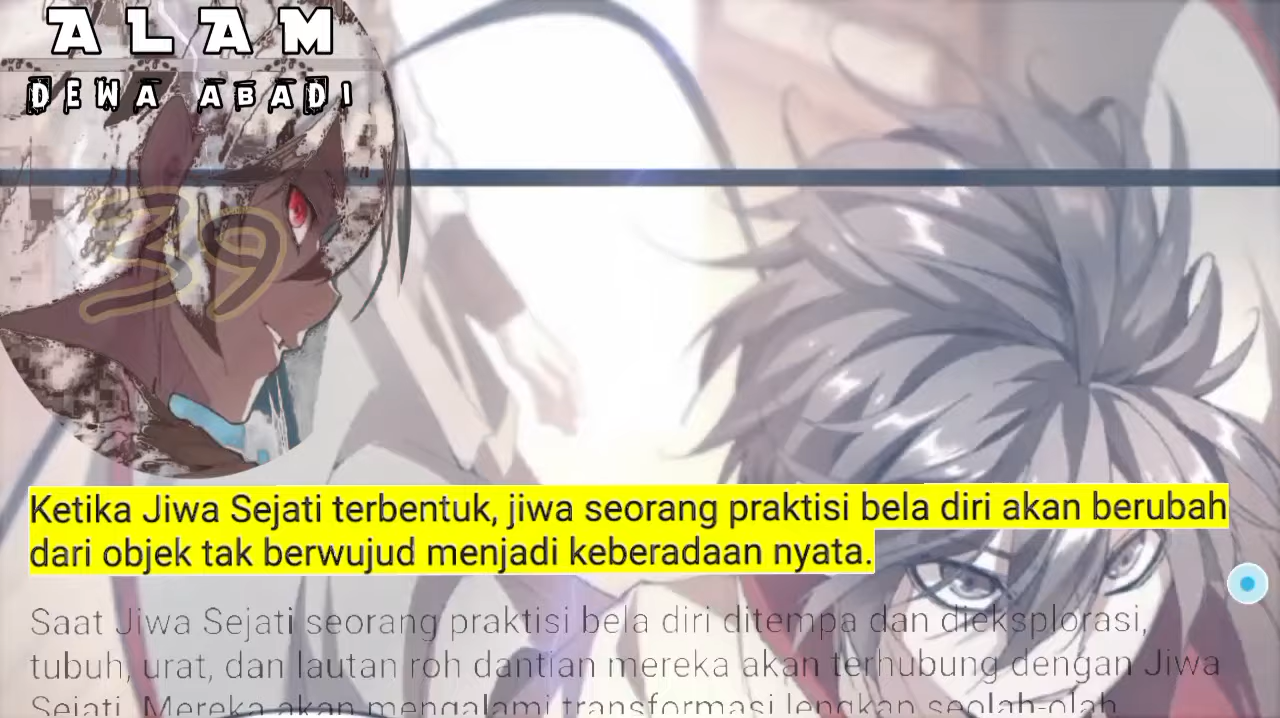 ALAM
DEWA ABADI
39
Ketika Jiwa Sejati terbentuk, jiwa seorang praktisi bela diri akan berubah
dari objek tak berwujud menjadi keberadaan nyata.
Saat Jiwa Sejati seorang praktisi bela diri ditempa dan dieksplorasi,
tubuh, urat, dan lautan roh dantian mereka akan terhubung dengan Jiwa
Sejati. Mereka akan mengalami transformasi lengkap seolah-olah